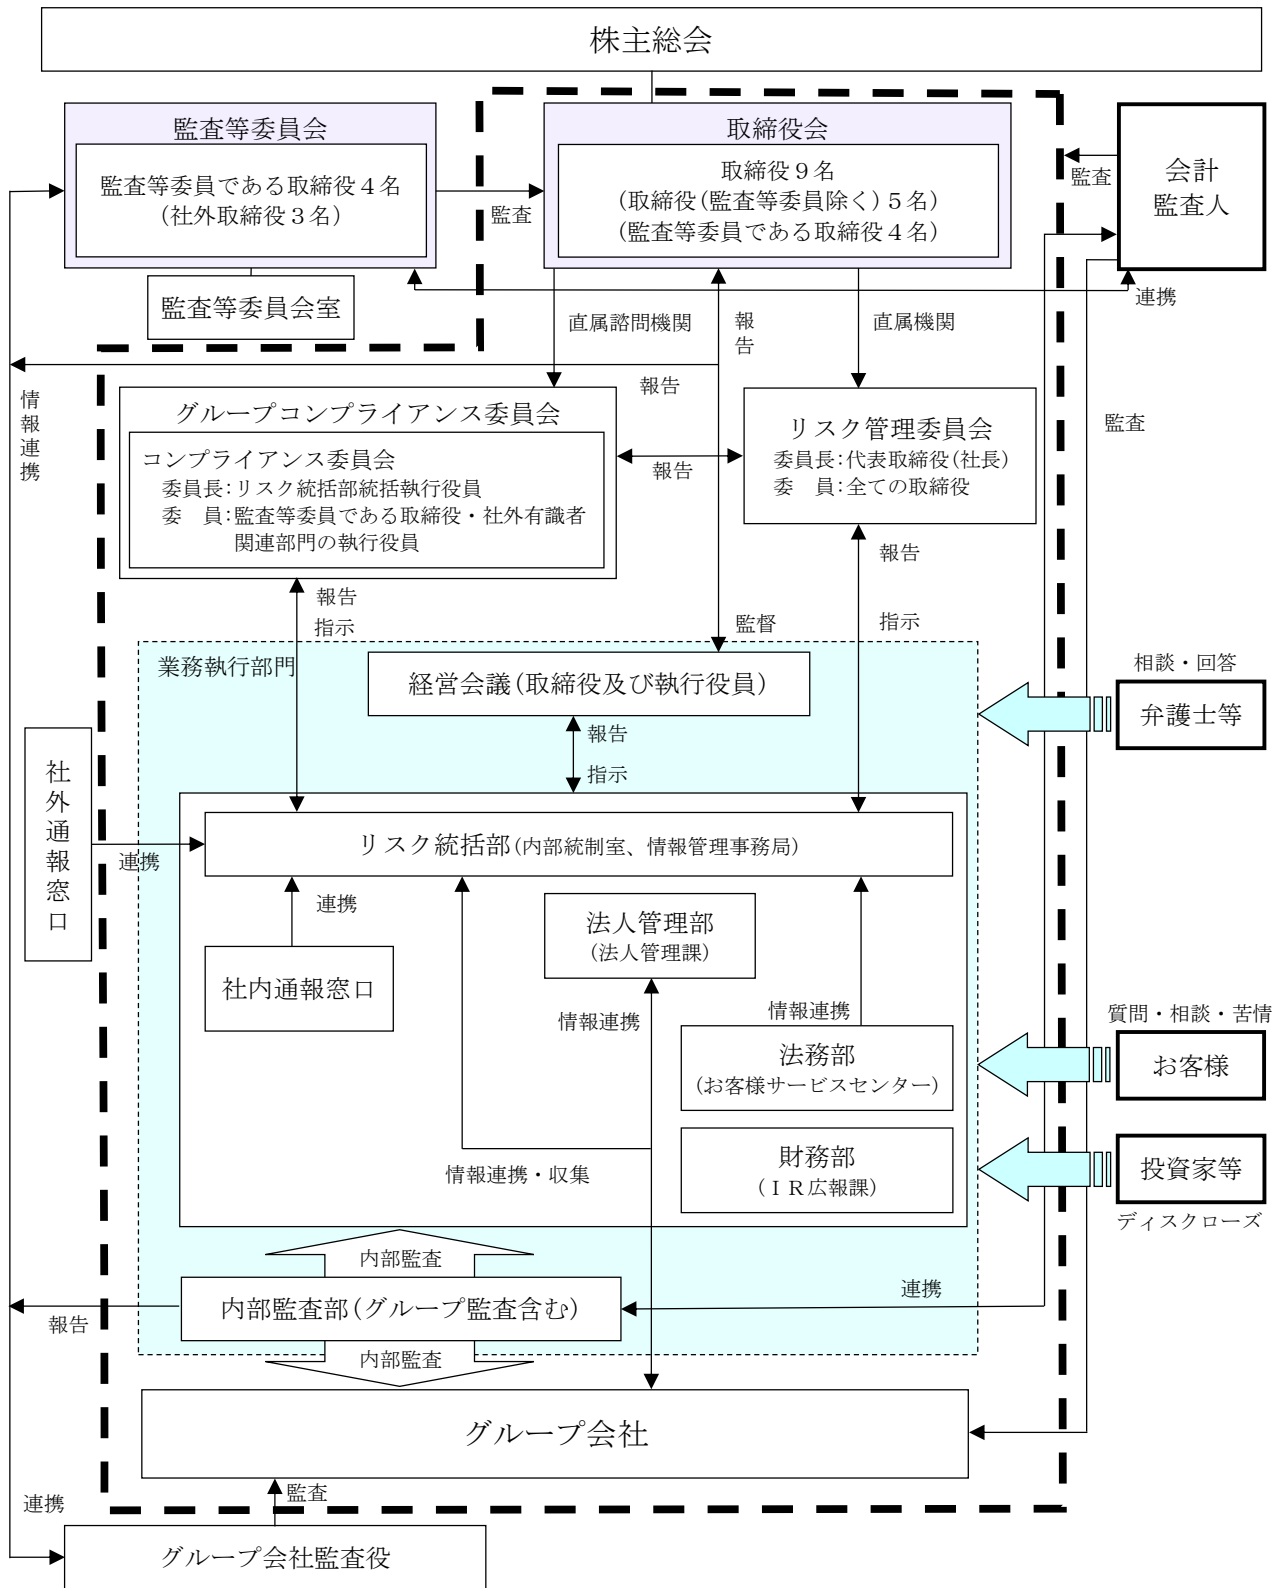 株主総会
監査等委員会
監査等委員である取締役４名
（社外取締役３名）
監査等委員会室
取締役会
取締役９名
（取締役（監査等委員除く）５名）
（監査等委員である取締役４名）
会計
監査人
監査
監査
連携
直属諮問機関
報告
直属機関
報告
情報連携
監査
グループコンプライアンス委員会
コンプライアンス委員会
委員長：リスク統括部統括執行役員
委　員：監査等委員である取締役・社外有識者
関連部門の執行役員
報告
リスク管理委員会
委員長：代表取締役（社長）
委　員：全ての取締役
報告
指示
監督
報告
指示
業務執行部門
経営会議（取締役及び執行役員）
報告
指示
相談・回答
弁護士等
社外通報窓口
連携
リスク統括部（内部統制室、情報管理事務局）
連携
社内通報窓口
法人管理部
（法人管理課）
情報連携
情報連携
法務部
（お客様サービスセンター）
質問・相談・苦情
お客様
情報連携・収集
財務部
（ＩＲ広報課）
投資家等
ディスクローズ
内部監査
内部監査部（グループ監査含む）
連携
報告
内部監査
グループ会社
監査
連携
グループ会社監査役